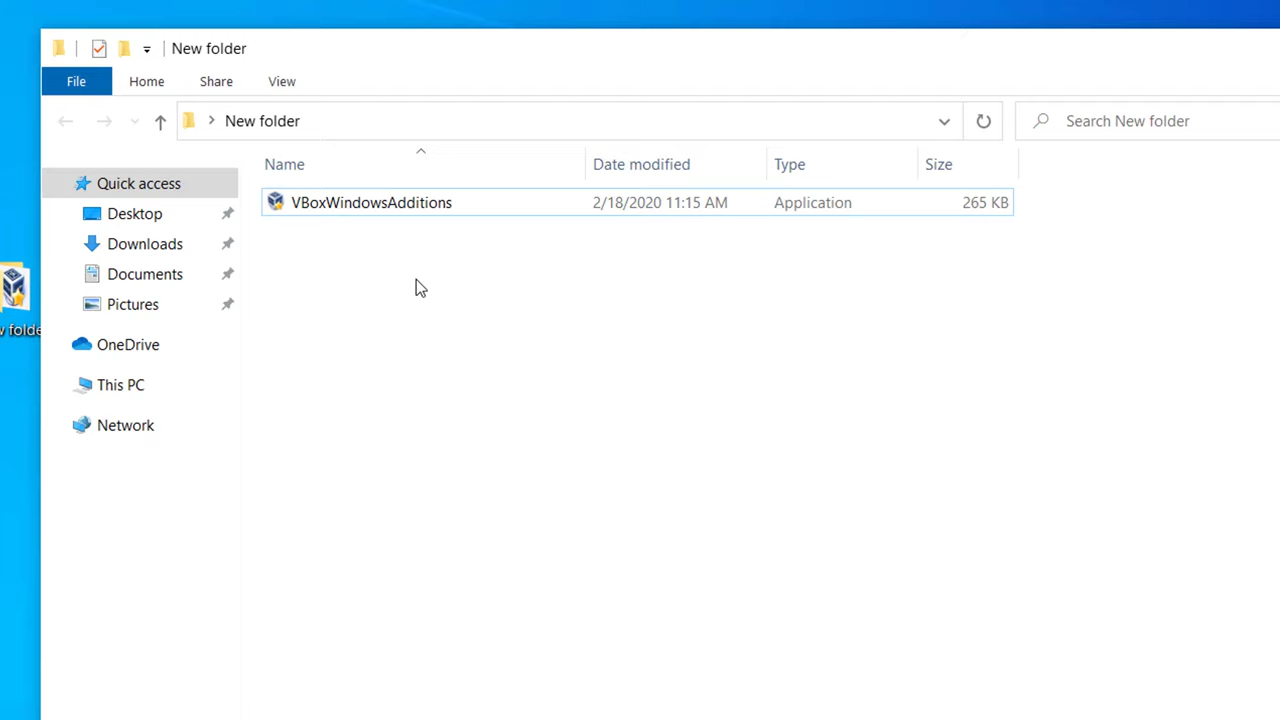 New folder
File Home Share View
New folder
Search New folder
Name Date modified Type Size
Quick access
VBoxWindowsAdditions 2/18/2020 11:15 AM Application 265 KB
Desktop
Downloads
Documents
Pictures
w folde
OneDrive
This PC
Network